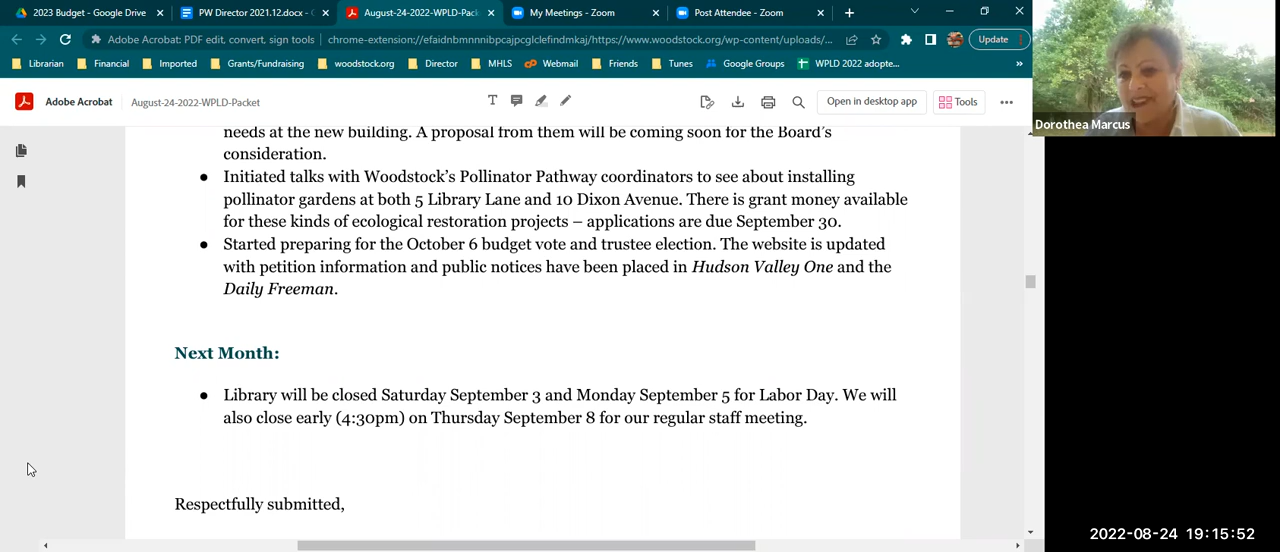 2023 Budget - Google Drive
PW Director 2021.12.docx - G
August-24-2022-WPLD-Pack
My Meetings - Zoom
Post Attendee - Zoom
Adobe Acrobat: PDF edit, convert, sign tools
chrome-extension://efaidnbmnnnibpcajpcglclefindmkaj/https://www.woodstock.org/wp-content/uploads/...
Update
Librarian
Financial
Imported
Grants/Fundraising
woodstock.org
Director
MHLS
Webmail
Friends
Tunes
Google Groups
WPLD 2022 adopte...
»
Adobe Acrobat
August-24-2022-WPLD-Packet
Open in desktop app
Tools
Dorothea Marcus
needs at the new building. A proposal from them will be coming soon for the Board's
consideration.
● Initiated talks with Woodstock's Pollinator Pathway coordinators to see about installing
pollinator gardens at both 5 Library Lane and 10 Dixon Avenue. There is grant money available
for these kinds of ecological restoration projects – applications are due September 30.
● Started preparing for the October 6 budget vote and trustee election. The website is updated
with petition information and public notices have been placed in Hudson Valley One and the
Daily Freeman.
Next Month:
● Library will be closed Saturday September 3 and Monday September 5 for Labor Day. We will
also close early (4:30pm) on Thursday September 8 for our regular staff meeting.
Respectfully submitted,
2022-08-24 19:15:52